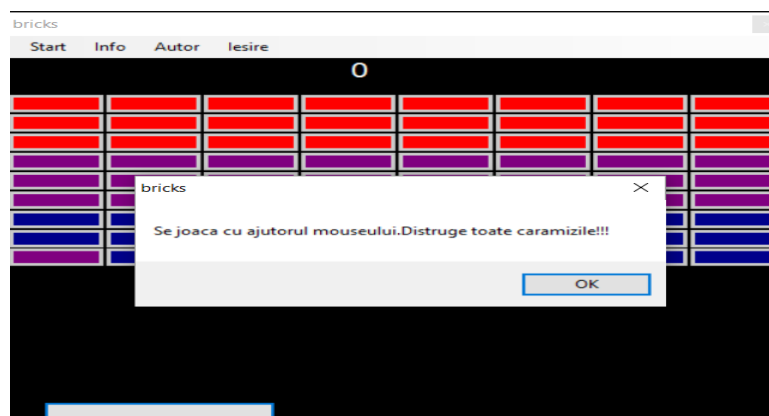 bricks
Start Info Autor Iesire
0
bricks
Se joaca cu ajutorul mouseului.Distruge toate caramizile!!!
OK